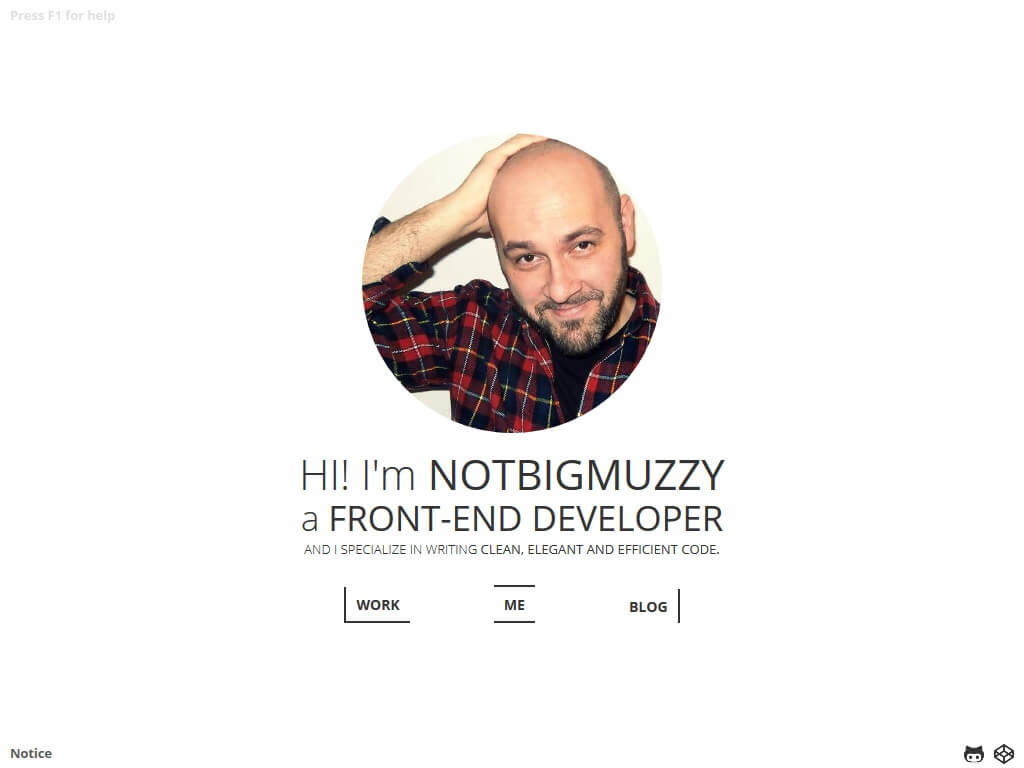 Press F1 for help
HI! I'm NOTBIGMUZZY
a FRONT-END DEVELOPER
AND I SPECIALIZE IN WRITING CLEAN, ELEGANT AND EFFICIENT CODE.
WORK
ME
BLOG
Notice